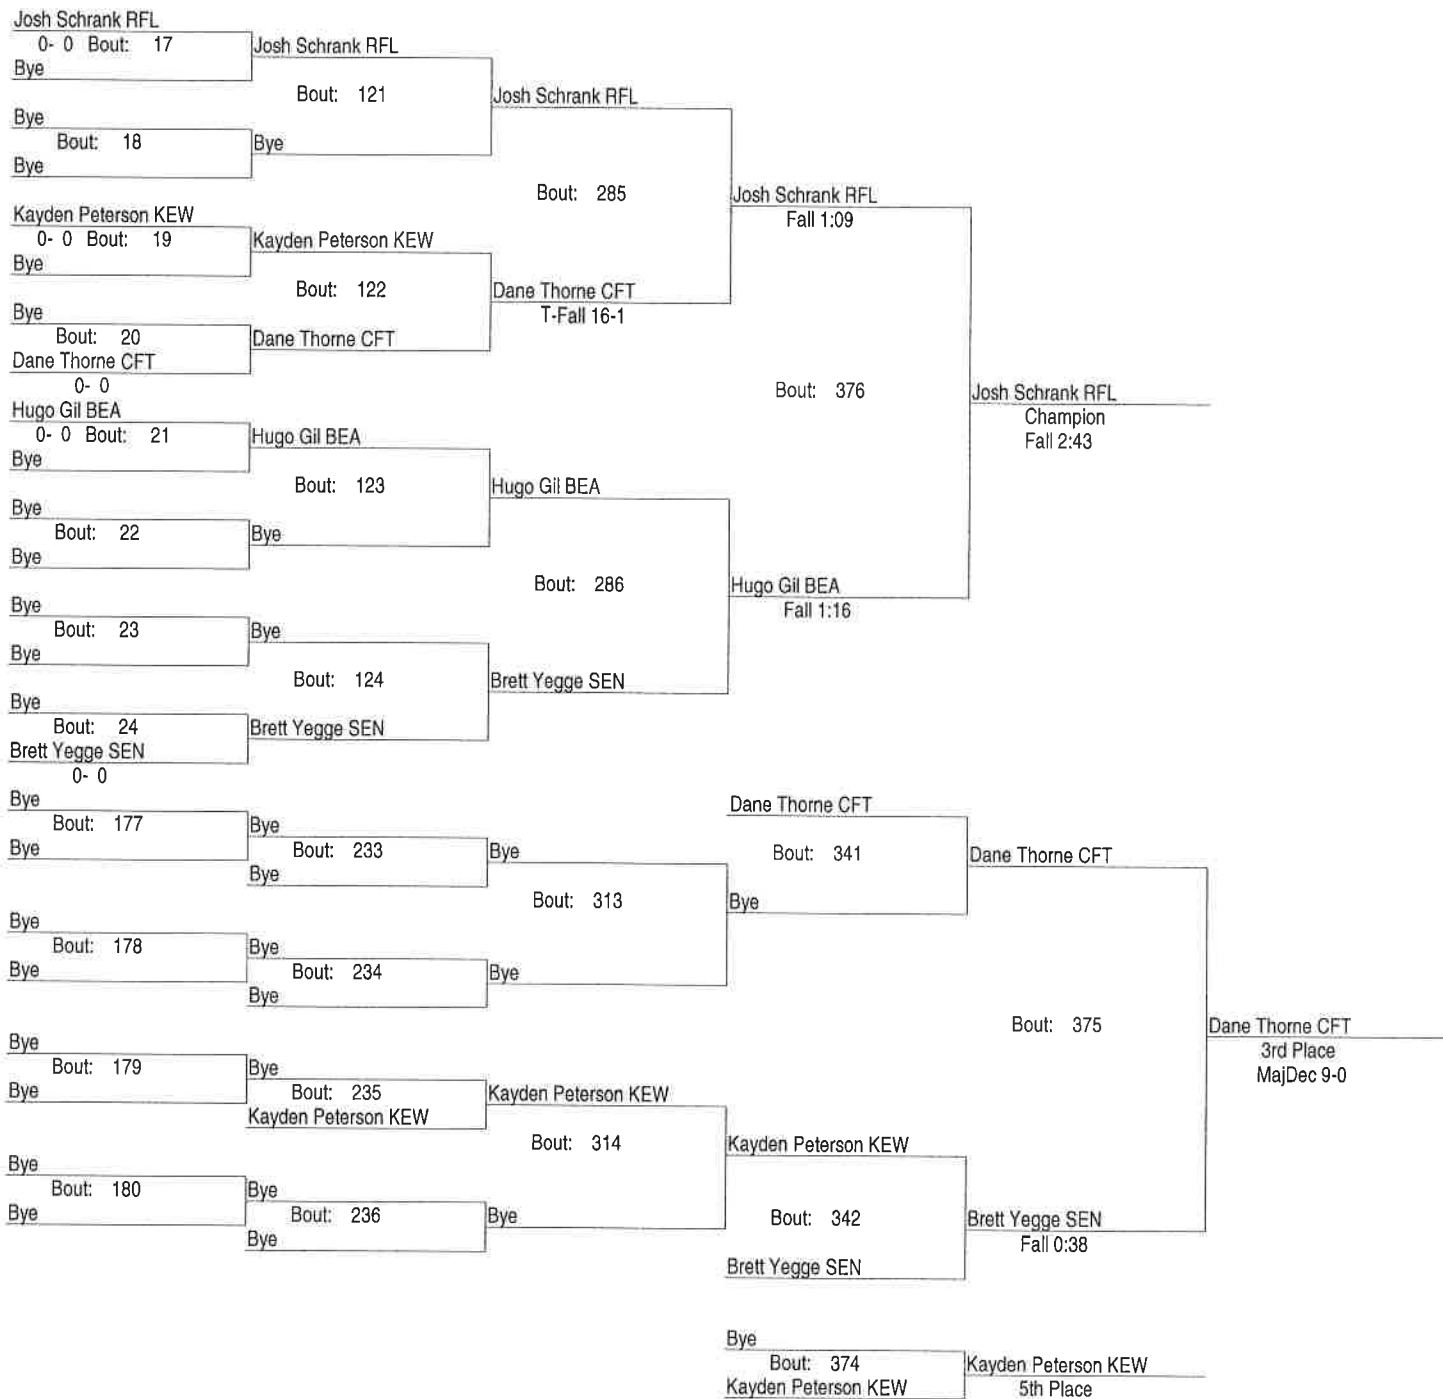 Josh Schrank RFL
0- 0 Bout: 17
Bye
Josh Schrank RFL
Bout: 121
Bye
Bout: 18
Bye
Bye
Josh Schrank RFL
Bout: 285
Kayden Peterson KEW
0- 0 Bout: 19
Bye
Kayden Peterson KEW
Bout: 122
Bye
Bout: 20
Dane Thorne CFT
0- 0
Dane Thorne CFT
Dane Thorne CFT
T-Fall 16-1
Josh Schrank RFL
Fall 1:09
Bout: 376
Josh Schrank RFL
Champion
Fall 2:43
Hugo Gil BEA
0- 0 Bout: 21
Bye
Hugo Gil BEA
Bout: 123
Bye
Bout: 22
Bye
Bye
Hugo Gil BEA
Bout: 286
Bye
Bout: 23
Bye
Bye
Bout: 124
Bye
Bout: 24
Brett Yegge SEN
0- 0
Brett Yegge SEN
Brett Yegge SEN
Hugo Gil BEA
Fall 1:16
Bye
Bout: 177
Bye
Bye
Bout: 233
Bye
Bye
Bout: 313
Bye
Bout: 178
Bye
Bye
Bout: 234
Bye
Bye
Dane Thorne CFT
Bout: 341
Bye
Dane Thorne CFT
Bout: 375
Dane Thorne CFT
3rd Place
MajDec 9-0
Bye
Bout: 179
Bye
Bye
Bout: 235
Kayden Peterson KEW
Kayden Peterson KEW
Bout: 314
Bye
Bout: 180
Bye
Bye
Bout: 236
Bye
Bye
Kayden Peterson KEW
Bout: 342
Brett Yegge SEN
Brett Yegge SEN
Fall 0:38
Bye
Bout: 374
Kayden Peterson KEW
Kayden Peterson KEW
5th Place